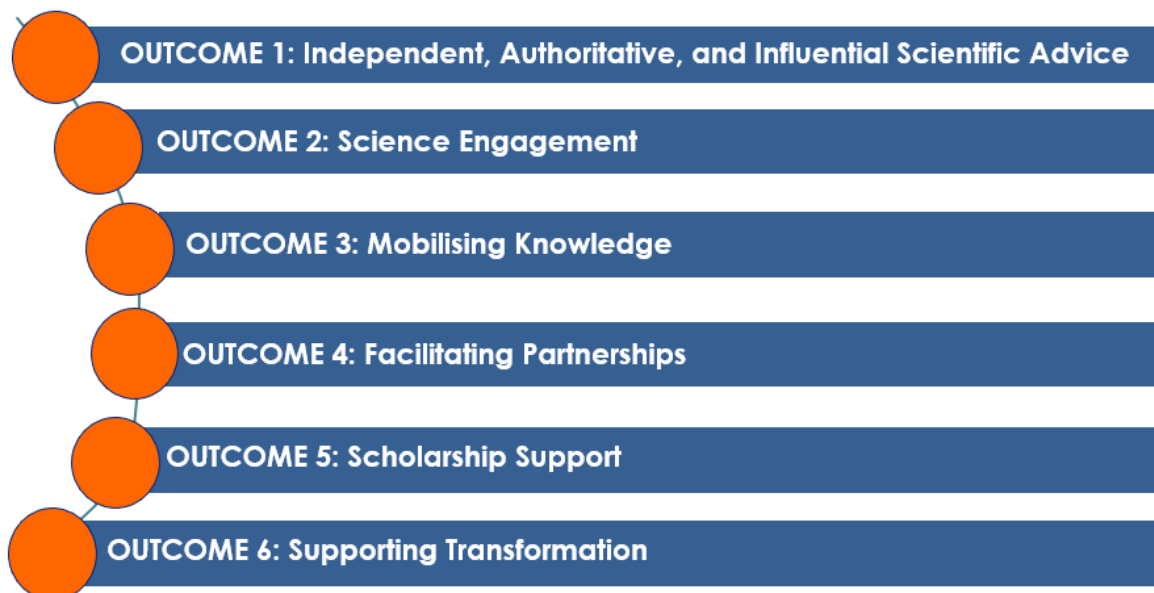 OUTCOME 1: Independent, Authoritative, and Influential Scientific Advice
OUTCOME 2: Science Engagement
OUTCOME 3: Mobilising Knowledge
OUTCOME 4: Facilitating Partnerships
OUTCOME 5: Scholarship Support
OUTCOME 6: Supporting Transformation